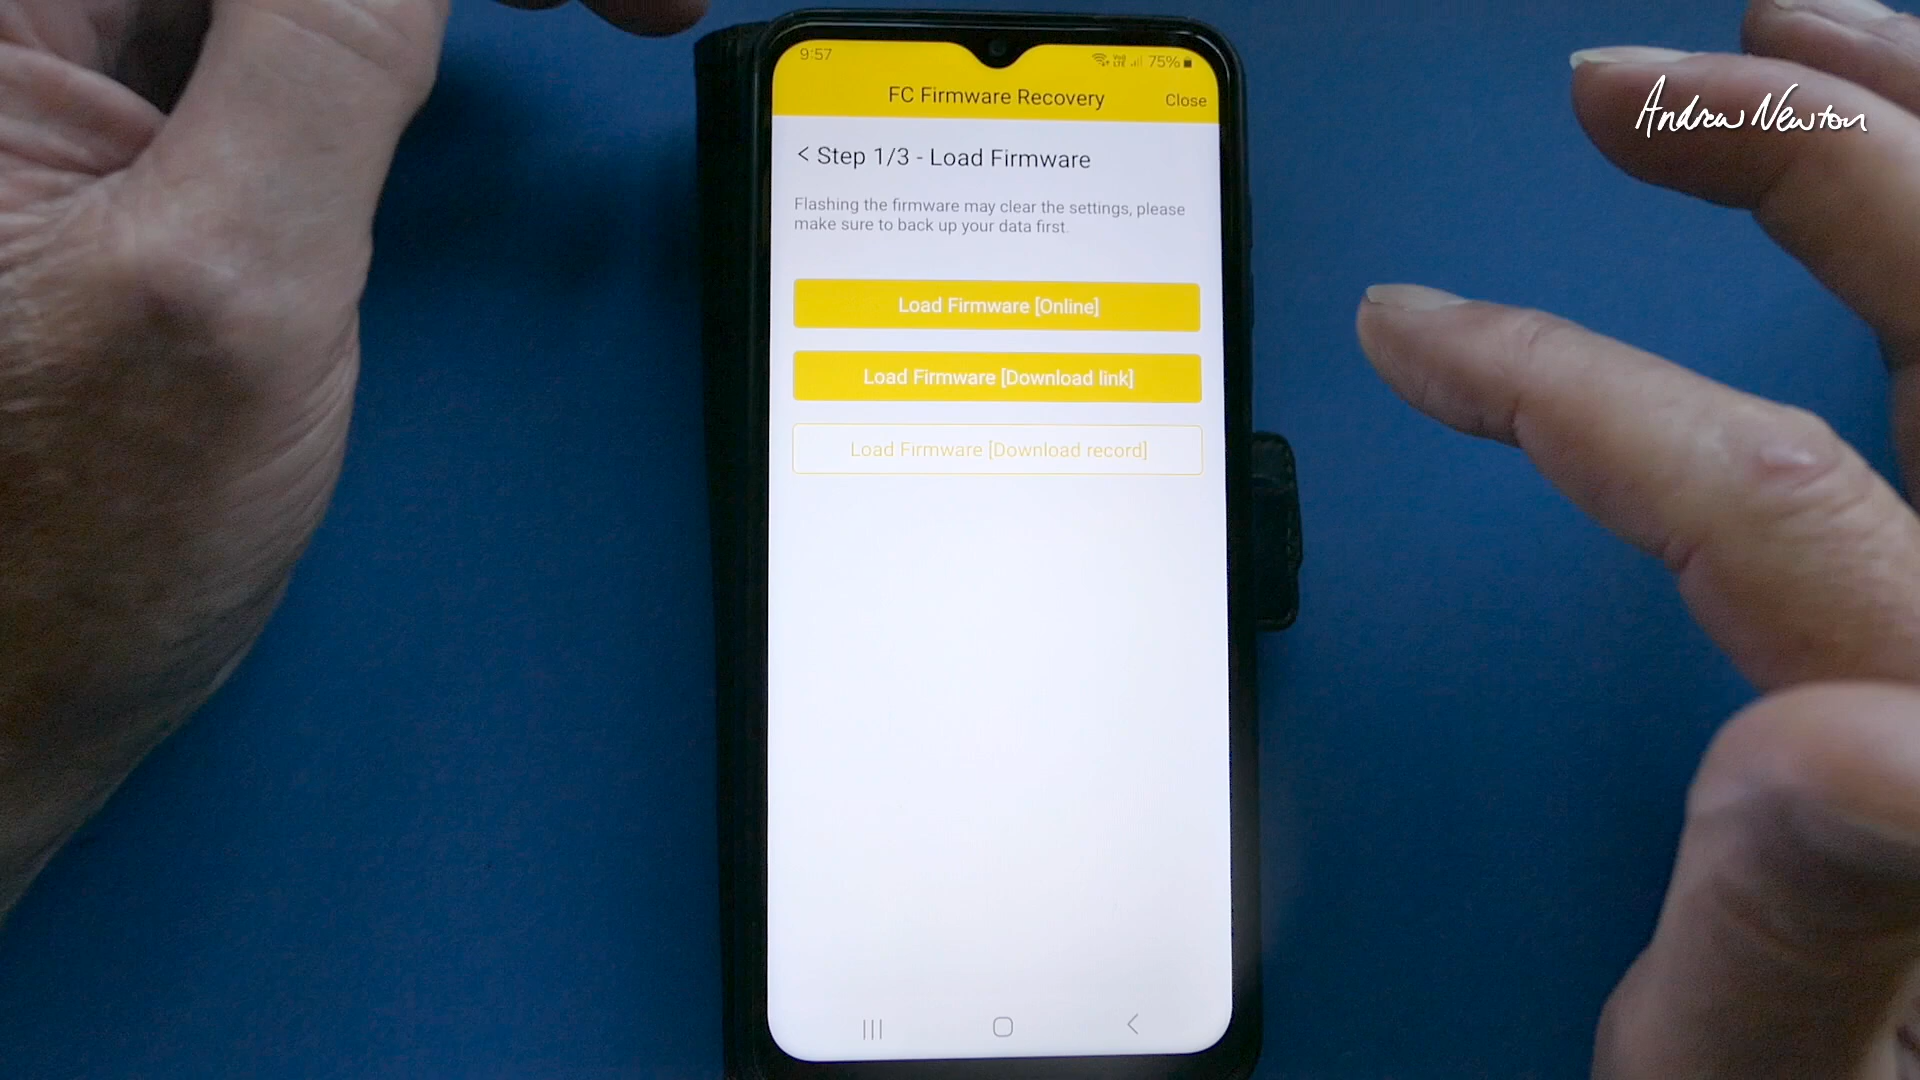 9:57
VoD LTE 75%
FC Firmware Recovery
Close
Andrew Newton
< Step 1/3 - Load Firmware
Flashing the firmware may clear the settings, please
make sure to back up your data first.
Load Firmware [Online]
Load Firmware [Download link]
Load Firmware [Download record]